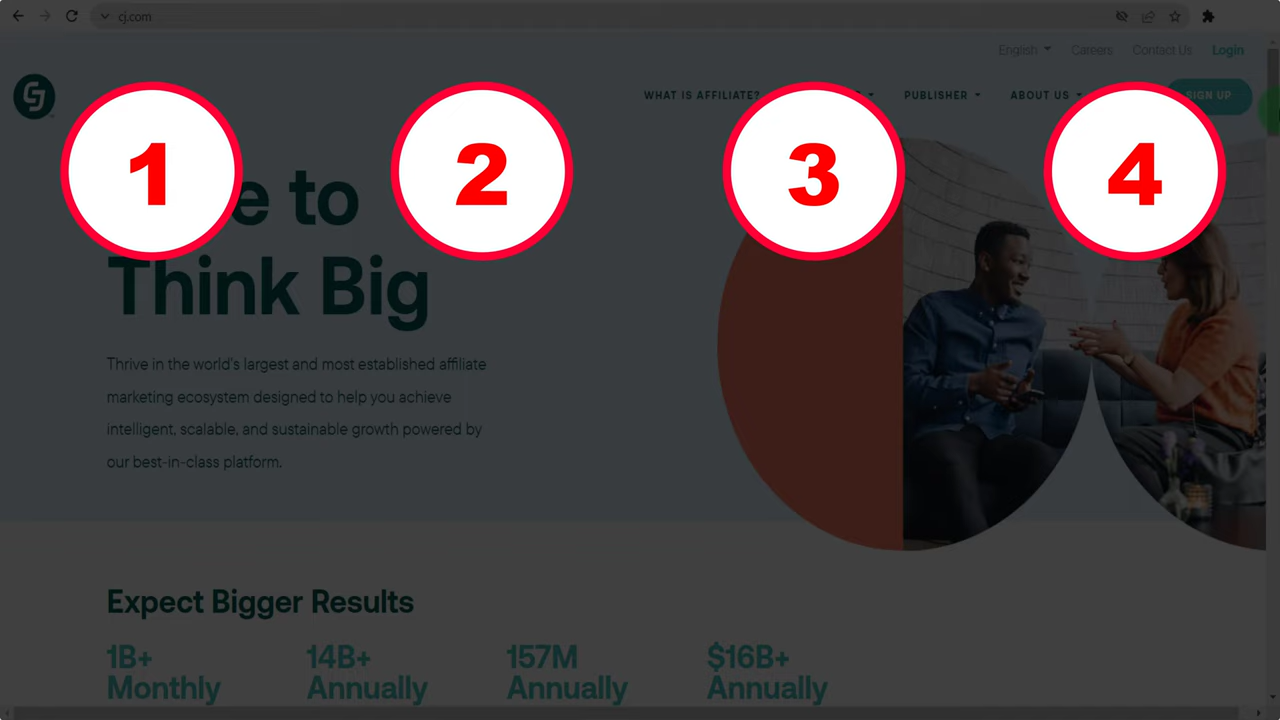 cj.com
English
Careers
Contact Us
Login
WHAT IS AFFILIATE?
PUBLISHER
ABOUT US
SIGN UP
1
2
3
4
to
Think Big
Thrive in the world's largest and most established affiliate
marketing ecosystem designed to help you achieve
intelligent, scalable, and sustainable growth powered by
our best-in-class platform.
Expect Bigger Results
1B+
Monthly
14B+
Annually
157M
Annually
$16B+
Annually